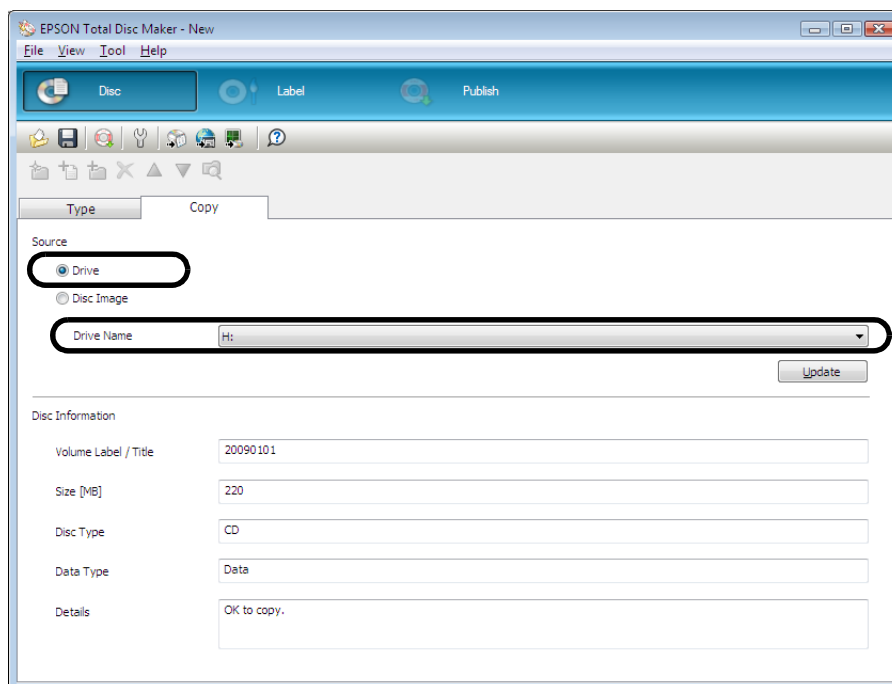 EPSON Total Disc Maker - New
File View Tool Help
Disc Label Publish
Type Copy
Source
Drive
Disc Image
Drive Name H:
Update
Disc Information
Volume Label / Title 20090101
Size [MB] 220
Disc Type CD
Data Type Data
Details OK to copy.